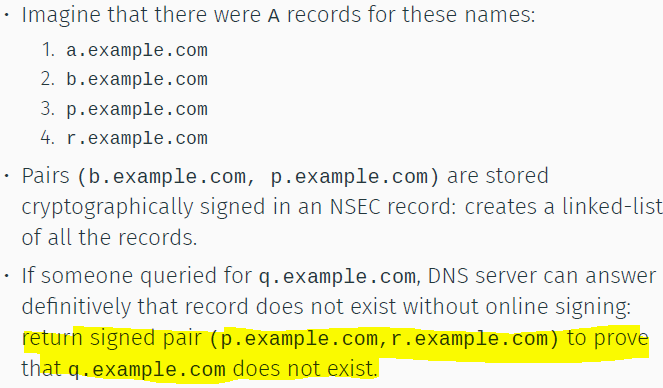 • Imagine that there were A records for these names:
1. a.example.com
2. b.example.com
3. p.example.com
4. r.example.com
• Pairs (b.example.com, p.example.com) are stored
cryptographically signed in an NSEC record: creates a linked-list
of all the records.
• If someone queried for q.example.com, DNS server can answer
definitively that record does not exist without online signing:
return signed pair (p.example.com,r.example.com) to prove
that q.example.com does not exist.